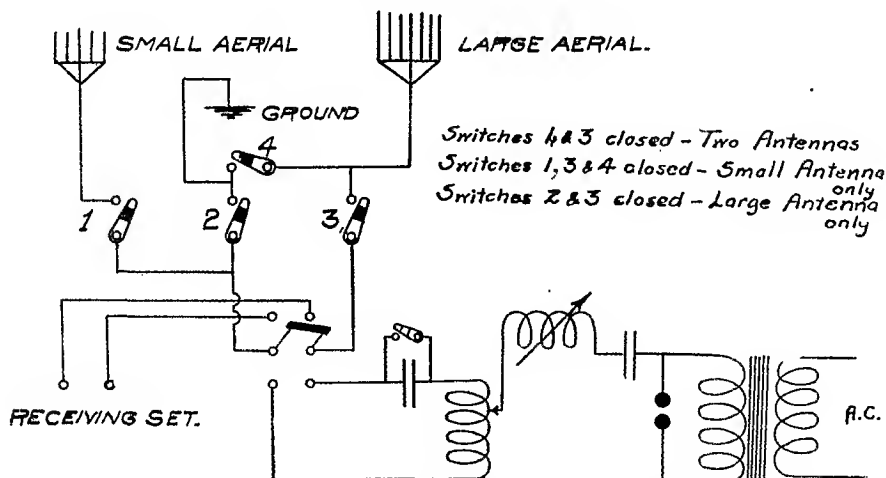 SMALL AERIAL
LARGE AERIAL.
GROUND
4
Switches 4 & 3 closed - Two Antennas
Switches 1, 3 & 4 closed - Small Antenna
only
Switches 2 & 3 closed - Large Antenna
only
1
2
3
RECEIVING SET.
A.C.